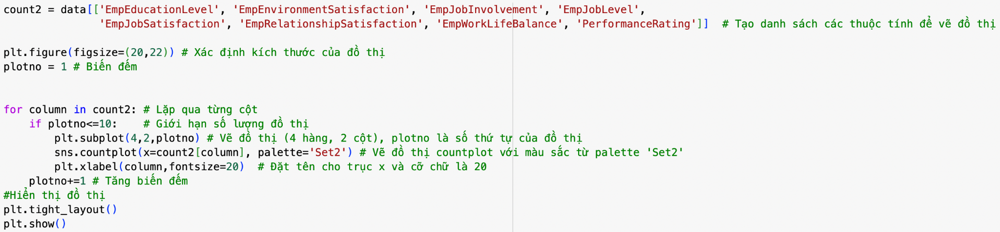 count2 = data[['EmpEducationLevel', 'EmpEnvironmentSatisfaction', 'EmpJobInvolvement', 'EmpJobLevel',
               'EmpJobSatisfaction', 'EmpRelationshipSatisfaction', 'EmpWorkLifeBalance', 'PerformanceRating']]  # Tạo danh sách các thuộc tính để vẽ đồ thị
plt.figure(figsize=(20,22)) # Xác định kích thước của đồ thị
plotno = 1 # Biến đếm
for column in count2: # Lặp qua từng cột
    if plotno<=10:    # Giới hạn số lượng đồ thị
        plt.subplot(4,2,plotno) # Vẽ đồ thị (4 hàng, 2 cột), plotno là số thứ tự của đồ thị
        sns.countplot(x=count2[column], palette='Set2') # Vẽ đồ thị countplot với màu sắc từ palette 'Set2'
        plt.xlabel(column,fontsize=20)  # Đặt tên cho trục x và cỡ chữ là 20
    plotno+=1 # Tăng biến đếm
#Hiển thị đồ thị
plt.tight_layout()
plt.show()